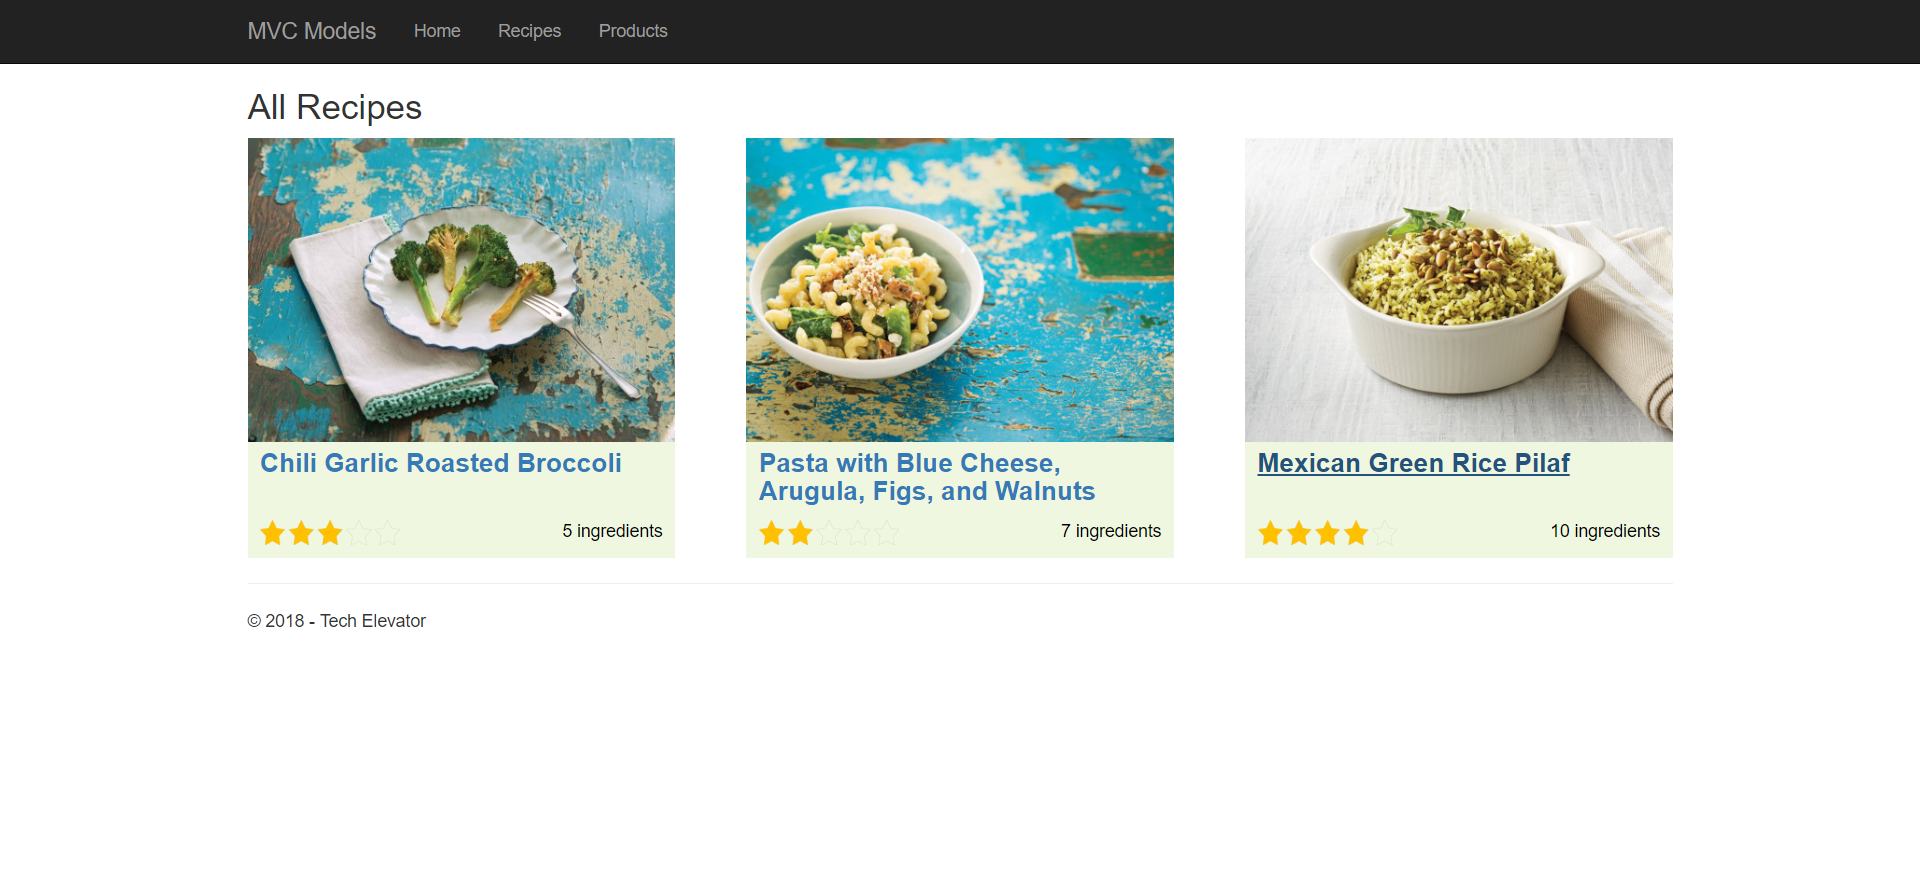 MVC Models Home Recipes Products
All Recipes
Chili Garlic Roasted Broccoli
5 ingredients
Pasta with Blue Cheese,
Arugula, Figs, and Walnuts
7 ingredients
Mexican Green Rice Pilaf
10 ingredients
© 2018 - Tech Elevator